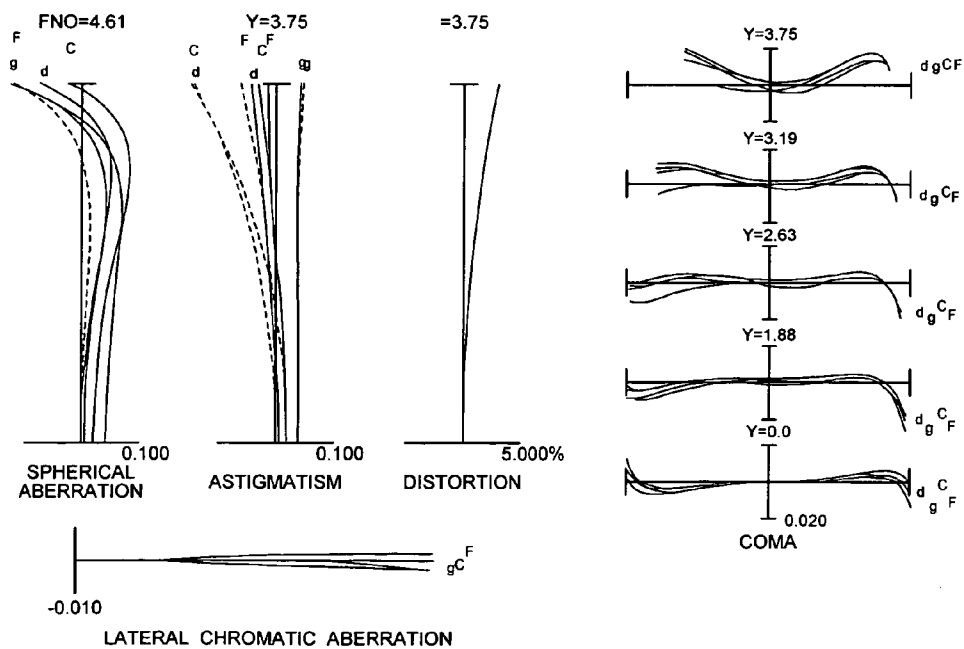 FNO=4.61
F
g
d
C
0.100
SPHERICAL
ABERRATION
Y=3.75
C
d
F
d
C
F
gg
0.100
ASTIGMATISM
=3.75
5.000%
DISTORTION
Y=3.75
d g C F
Y=3.19
d g C F
Y=2.63
d g C F
Y=1.88
d g C F
Y=0.0
d g C F
0.020
COMA
g C F
-0.010
LATERAL CHROMATIC ABERRATION